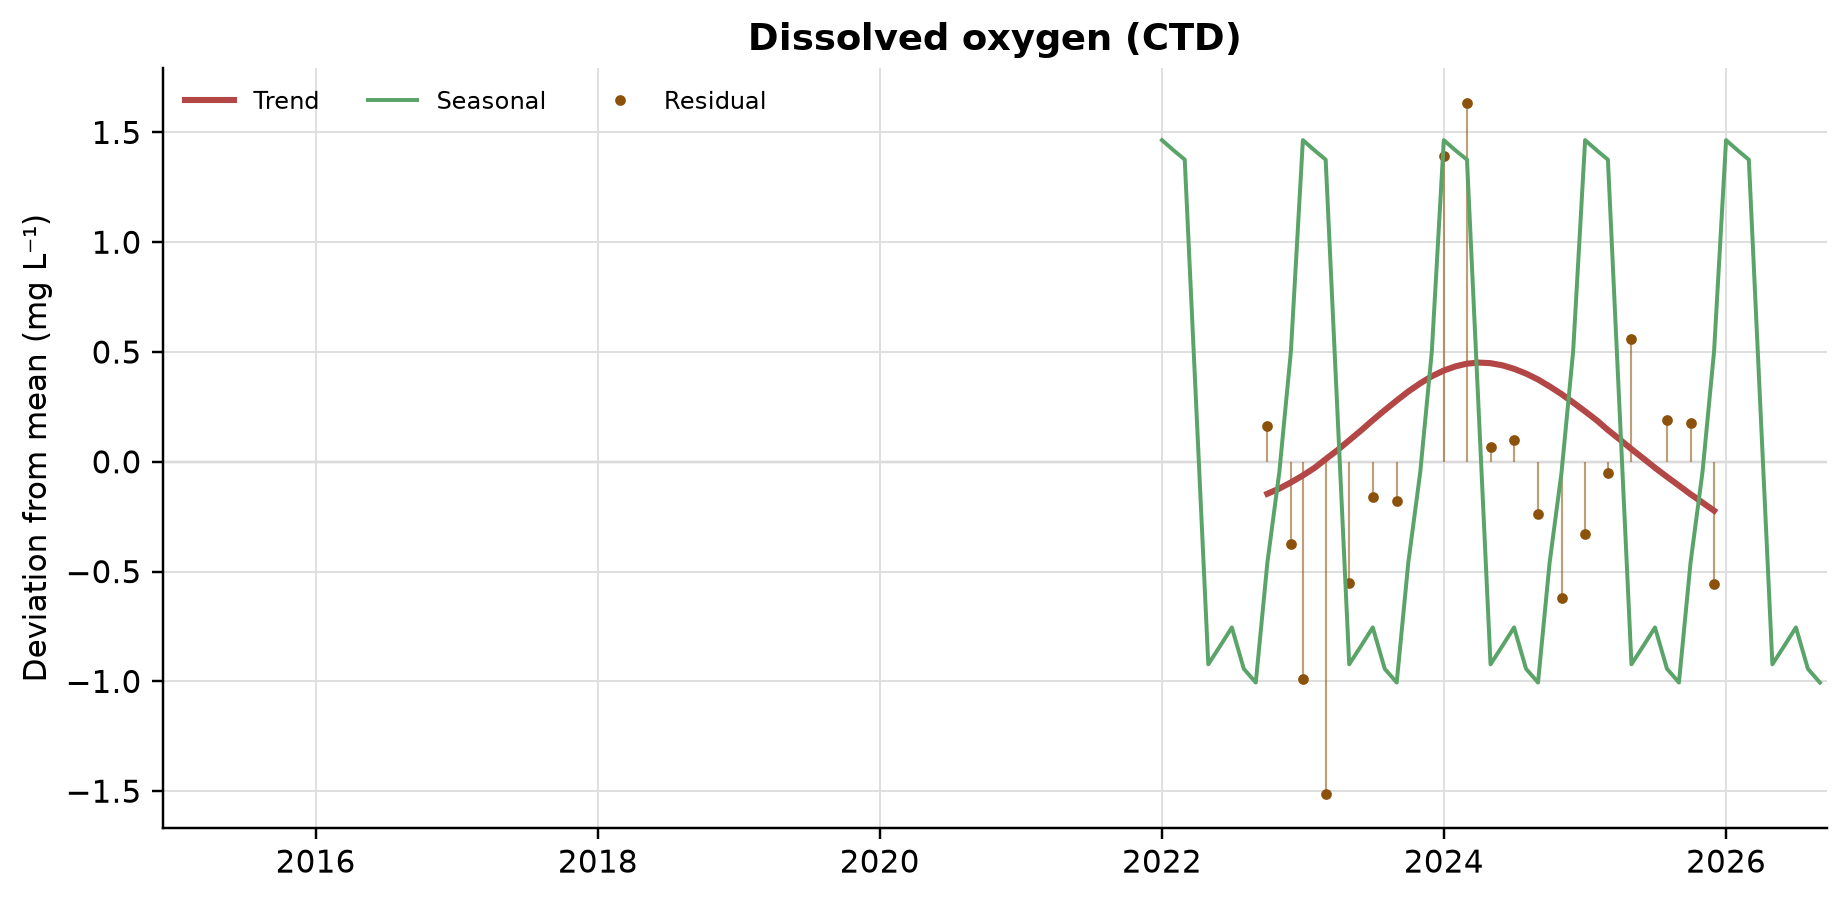 Dissolved oxygen (CTD)
Trend
Seasonal
Residual
Deviation from mean (mg L⁻¹)
1.5
1.0
0.5
0.0
−0.5
−1.0
−1.5
2016
2018
2020
2022
2024
2026